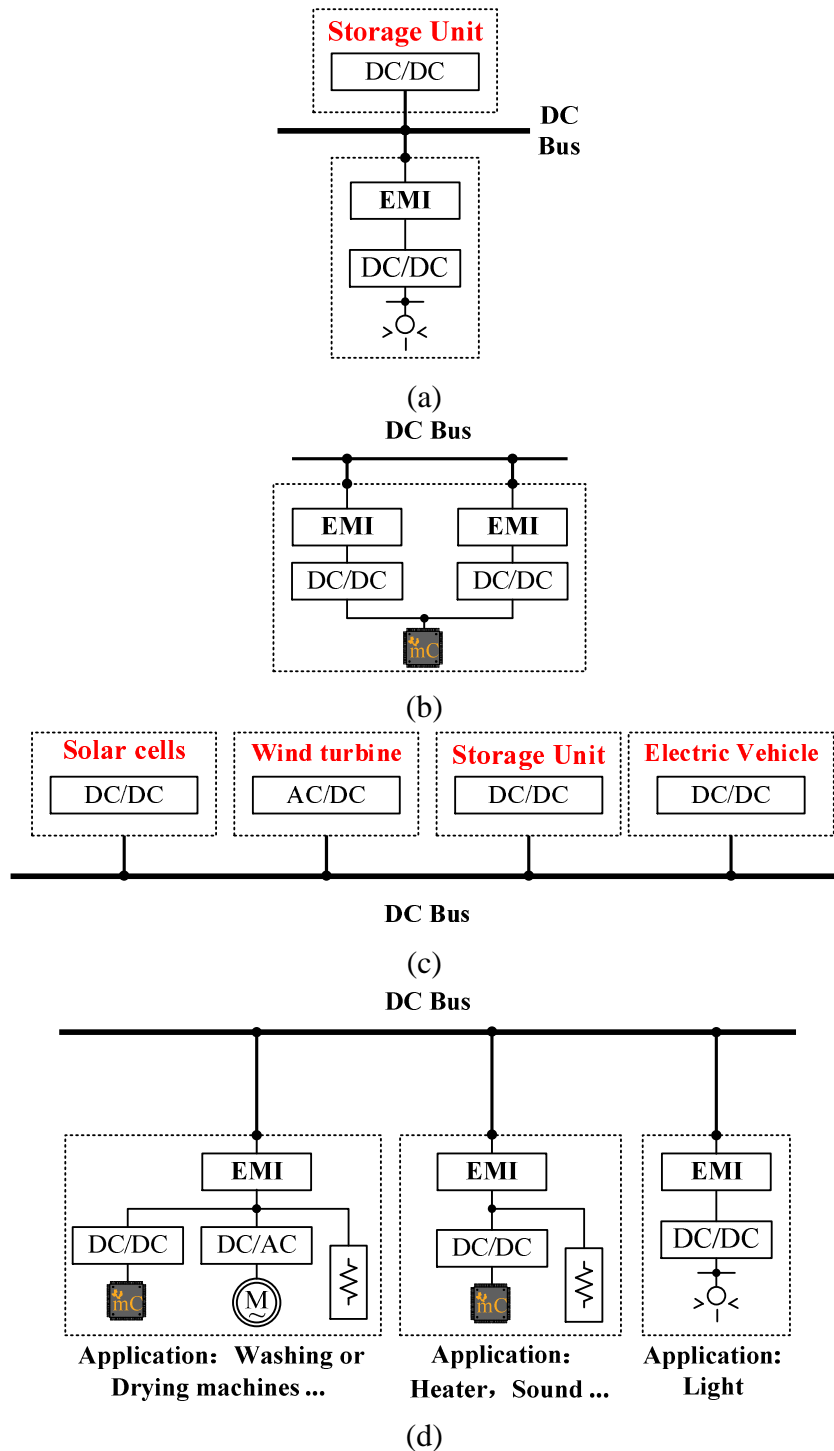 Storage Unit
DC/DC
DC
Bus
EMI
DC/DC
(a)
DC Bus
EMI EMI
DC/DC DC/DC
mC
(b)
Solar cells Wind turbine Storage Unit Electric Vehicle
DC/DC AC/DC DC/DC DC/DC
DC Bus
(c)
DC Bus
EMI EMI EMI
DC/DC DC/AC DC/DC DC/DC
mC M mC
Application: Washing or
Drying machines ...
Application:
Heater, Sound ...
Application:
Light
(d)